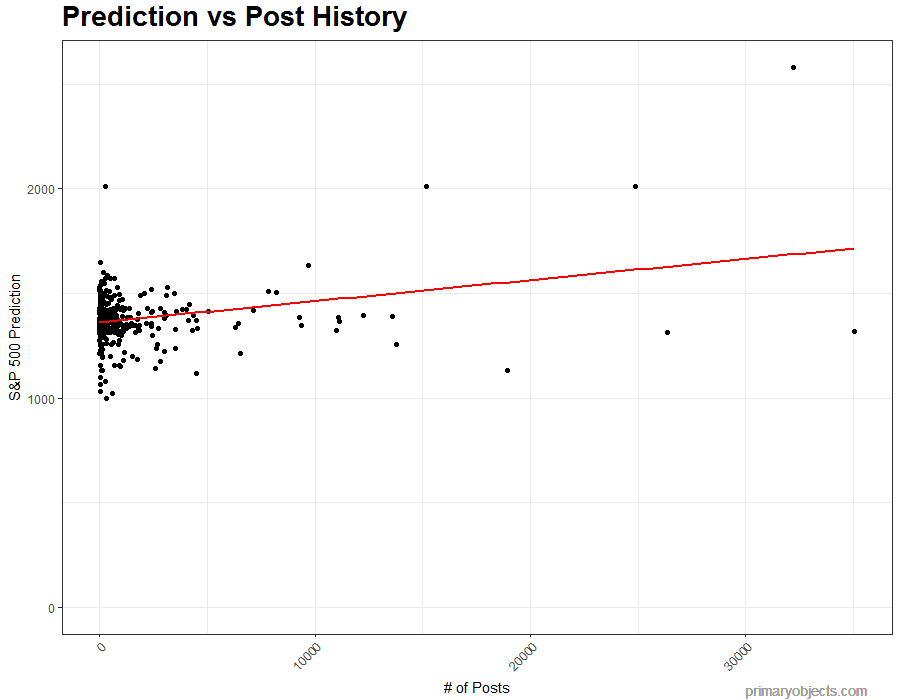 Prediction vs Post History
S&P 500 Prediction
2000
1000
0
0
10000
20000
30000
# of Posts
primaryobjects.com